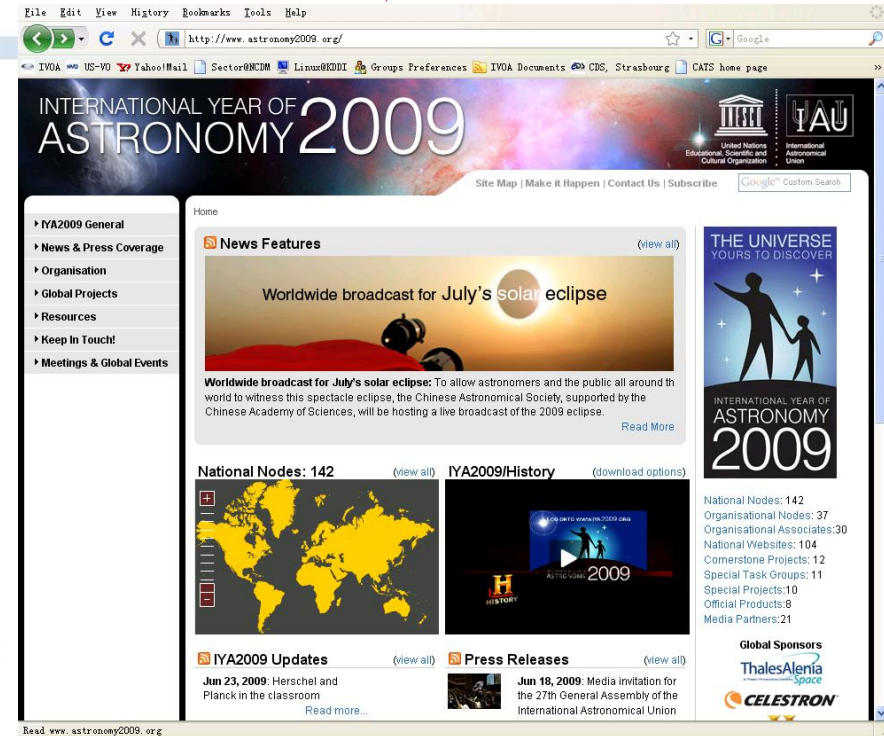 File Edit View History Bookmarks Tools Help
http://www.astronomy2009.org/
Google
IVOA US-VO Yahoo!Mail Sector@NCDM Linux@KDDI Groups Preferences IVOA Documents CDS, Strasbourg CATS home page »
INTERNATIONAL YEAR OF
ASTRONOMY 2009
UNESCO
IAU
United Nations
Educational, Scientific and
Cultural Organization
International
Astronomical
Union
Site Map | Make it Happen | Contact Us | Subscribe
Google™ Custom Search
IYA2009 General
News & Press Coverage
Organisation
Global Projects
Resources
Keep In Touch!
Meetings & Global Events
Home
News Features (view all)
Worldwide broadcast for July's solar eclipse
Worldwide broadcast for July's solar eclipse: To allow astronomers and the public all around th
world to witness this spectacle eclipse, the Chinese Astronomical Society, supported by the
Chinese Academy of Sciences, will be hosting a live broadcast of the 2009 eclipse.
Read More
National Nodes: 142 (view all)
IYA2009/History (download options)
LOG ONTO WWW.IYA2009.ORG
ASTRONOMY 2009
H
HISTORY
IYA2009 Updates (view all)
Jun 23, 2009: Herschel and
Planck in the classroom
Read more...
Press Releases (view all)
Jun 18, 2009: Media invitation for
the 27th General Assembly of the
International Astronomical Union
THE UNIVERSE
YOURS TO DISCOVER
INTERNATIONAL YEAR OF
ASTRONOMY
2009
National Nodes: 142
Organisational Nodes: 37
Organisational Associates:30
National Websites: 104
Cornerstone Projects: 12
Special Task Groups: 11
Special Projects:10
Official Products:8
Media Partners:21
Global Sponsors
ThalesAlenia
Space
CELESTRON
Read www.astronomy2009.org